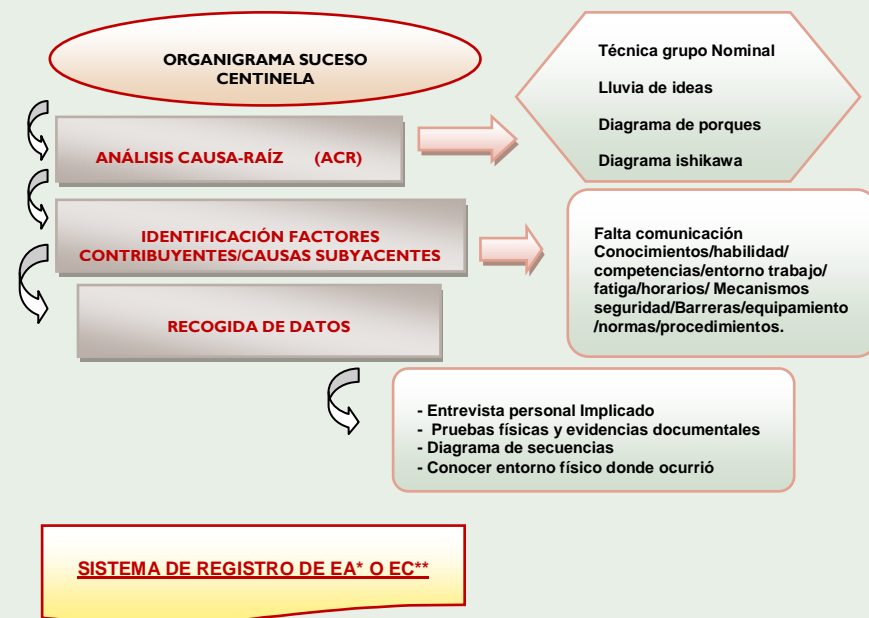 ORGANIGRAMA SUCESO
CENTINELA
Técnica grupo Nominal
Lluvia de ideas
Diagrama de porques
Diagrama ishikawa
ANÁLISIS CAUSA-RAÍZ (ACR)
IDENTIFICACIÓN FACTORES
CONTRIBUYENTES/CAUSAS SUBYACENTES
Falta comunicación
Conocimientos/habilidad/
competencias/entorno trabajo/
fatiga/horarios/ Mecanismos
seguridad/Barreras/equipamiento
/normas/procedimientos.
RECOGIDA DE DATOS
- Entrevista personal Implicado
- Pruebas físicas y evidencias documentales
- Diagrama de secuencias
- Conocer entorno físico donde ocurrió
SISTEMA DE REGISTRO DE EA* O EC**